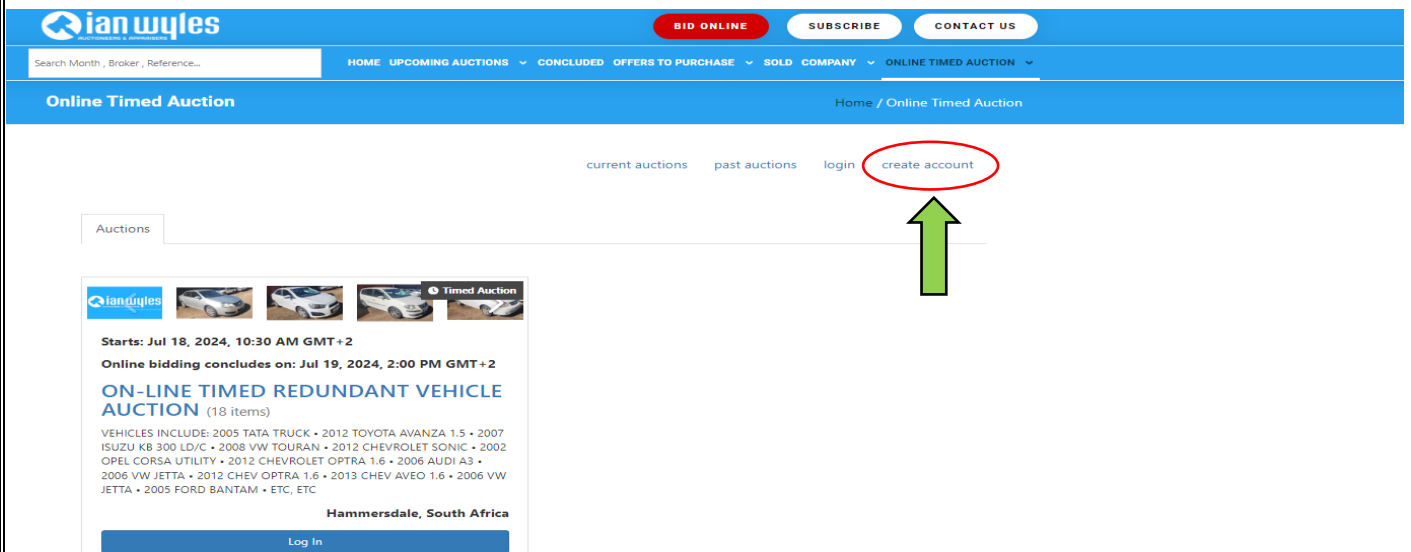 ian wyles
AUCTIONEERS & APPRAISERS
BID ONLINE SUBSCRIBE CONTACT US
Search Month , Broker , Reference...
HOME UPCOMING AUCTIONS CONCLUDED OFFERS TO PURCHASE SOLD COMPANY ONLINE TIMED AUCTION
Online Timed Auction
Home / Online Timed Auction
current auctions past auctions login create account
Auctions
ian wyles
Timed Auction
Starts: Jul 18, 2024, 10:30 AM GMT+2
Online bidding concludes on: Jul 19, 2024, 2:00 PM GMT+2
ON-LINE TIMED REDUNDANT VEHICLE
AUCTION (18 items)
VEHICLES INCLUDE: 2005 TATA TRUCK • 2012 TOYOTA AVANZA 1.5 • 2007
ISUZU KB 300 LD/C • 2008 VW TOURAN • 2012 CHEVROLET SONIC • 2002
OPEL CORSA UTILITY • 2012 CHEVROLET OPTRA 1.6 • 2006 AUDI A3 •
2006 VW JETTA • 2012 CHEV OPTRA 1.6 • 2013 CHEV AVEO 1.6 • 2006 VW
JETTA • 2005 FORD BANTAM • ETC, ETC
Hammersdale, South Africa
Log In